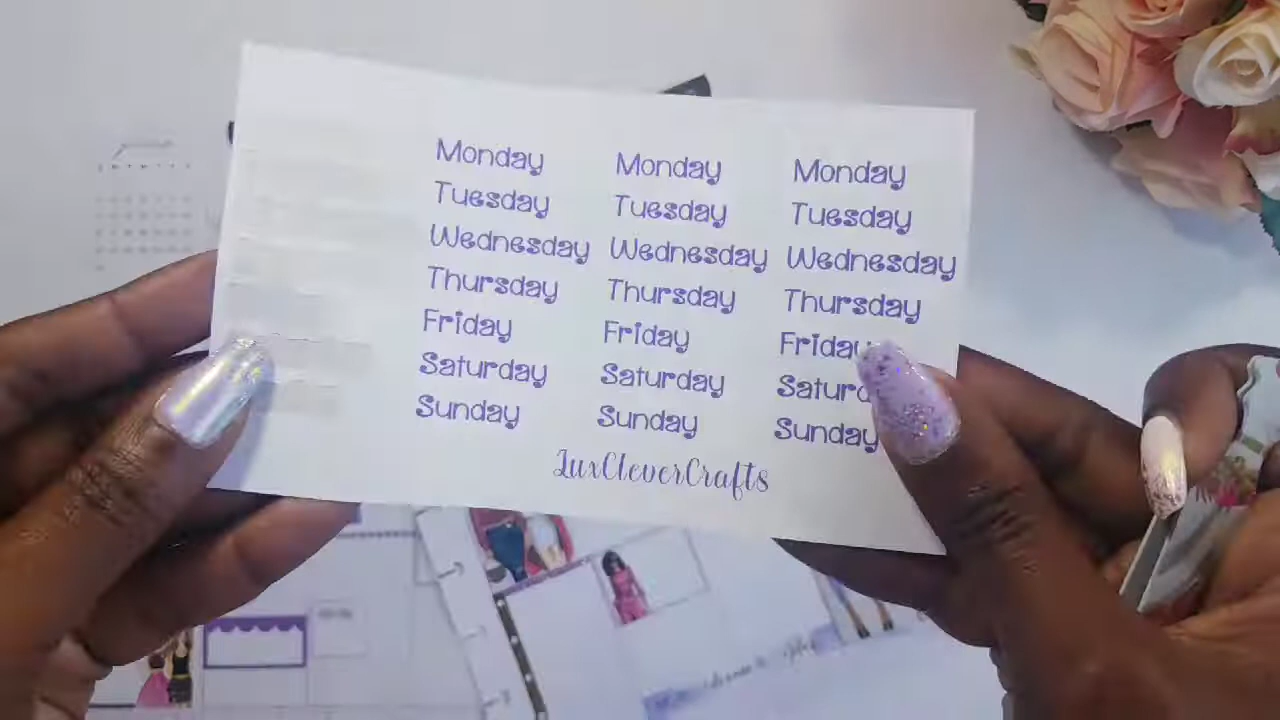 Monday Monday Monday
Tuesday Tuesday Tuesday
Wednesday Wednesday Wednesday
Thursday Thursday Thursday
Friday Friday Friday
Saturday Saturday
Sunday Sunday Sunday
LuxCleverCrafts